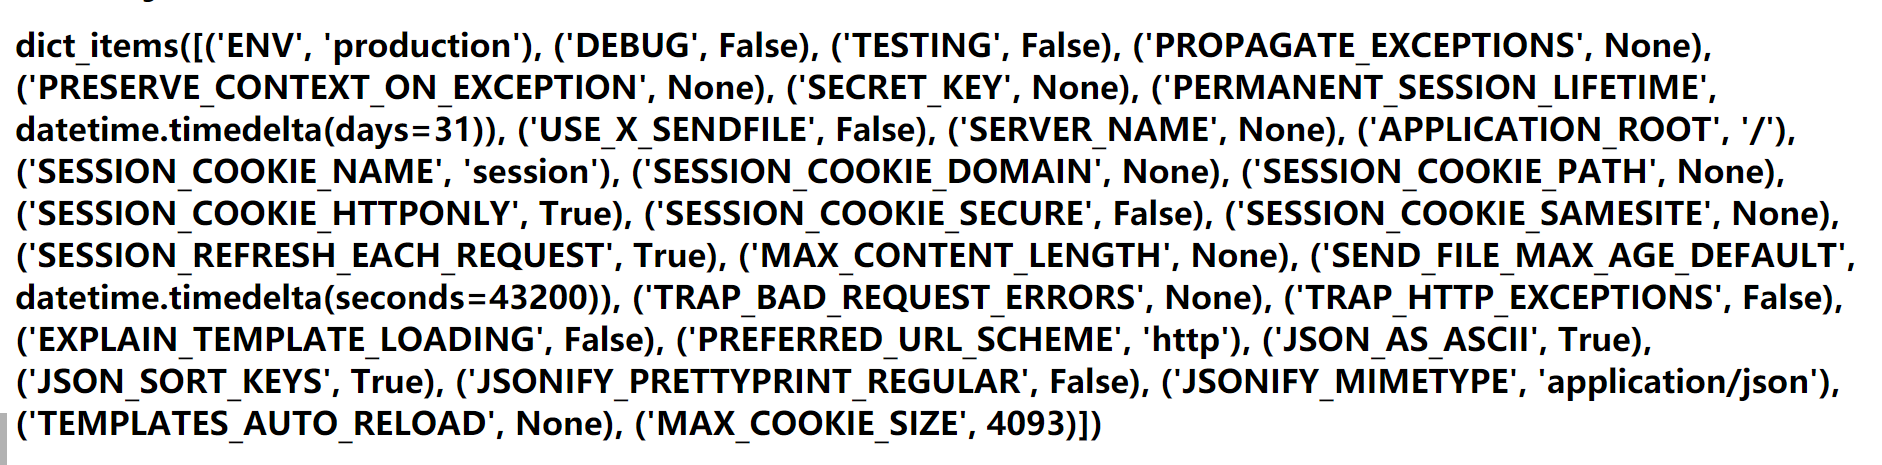 dict_items([('ENV', 'production'), ('DEBUG', False), ('TESTING', False), ('PROPAGATE_EXCEPTIONS', None),
('PRESERVE_CONTEXT_ON_EXCEPTION', None), ('SECRET_KEY', None), ('PERMANENT_SESSION_LIFETIME',
datetime.timedelta(days=31)), ('USE_X_SENDFILE', False), ('SERVER_NAME', None), ('APPLICATION_ROOT', '/'),
('SESSION_COOKIE_NAME', 'session'), ('SESSION_COOKIE_DOMAIN', None), ('SESSION_COOKIE_PATH', None),
('SESSION_COOKIE_HTTPONLY', True), ('SESSION_COOKIE_SECURE', False), ('SESSION_COOKIE_SAMESITE', None),
('SESSION_REFRESH_EACH_REQUEST', True), ('MAX_CONTENT_LENGTH', None), ('SEND_FILE_MAX_AGE_DEFAULT',
datetime.timedelta(seconds=43200)), ('TRAP_BAD_REQUEST_ERRORS', None), ('TRAP_HTTP_EXCEPTIONS', False),
('EXPLAIN_TEMPLATE_LOADING', False), ('PREFERRED_URL_SCHEME', 'http'), ('JSON_AS_ASCII', True),
('JSON_SORT_KEYS', True), ('JSONIFY_PRETTYPRINT_REGULAR', False), ('JSONIFY_MIMETYPE', 'application/json'),
('TEMPLATES_AUTO_RELOAD', None), ('MAX_COOKIE_SIZE', 4093)])